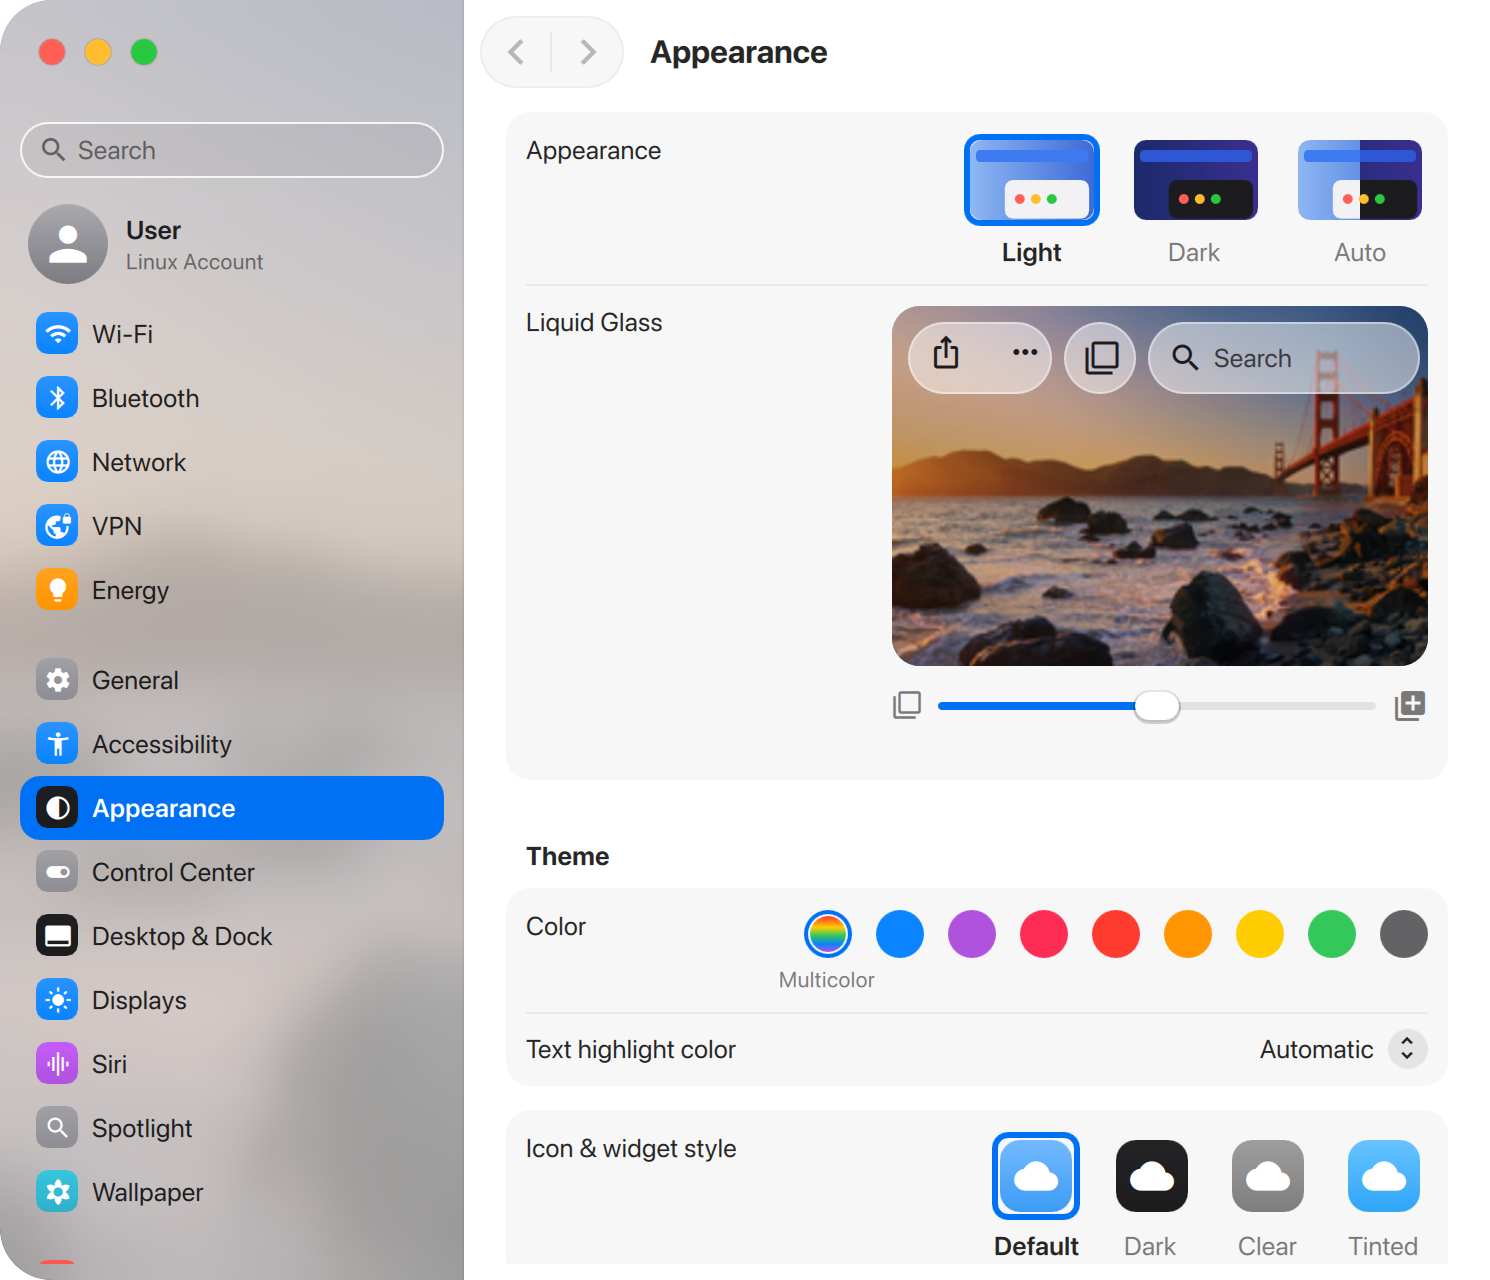 Search
User
Linux Account
Wi-Fi
Bluetooth
Network
VPN
Energy
General
Accessibility
Appearance
Control Center
Desktop & Dock
Displays
Siri
Spotlight
Wallpaper
Appearance
Appearance
Light
Dark
Auto
Liquid Glass
Search
Theme
Color
Multicolor
Text highlight color
Automatic
Icon & widget style
Default
Dark
Clear
Tinted